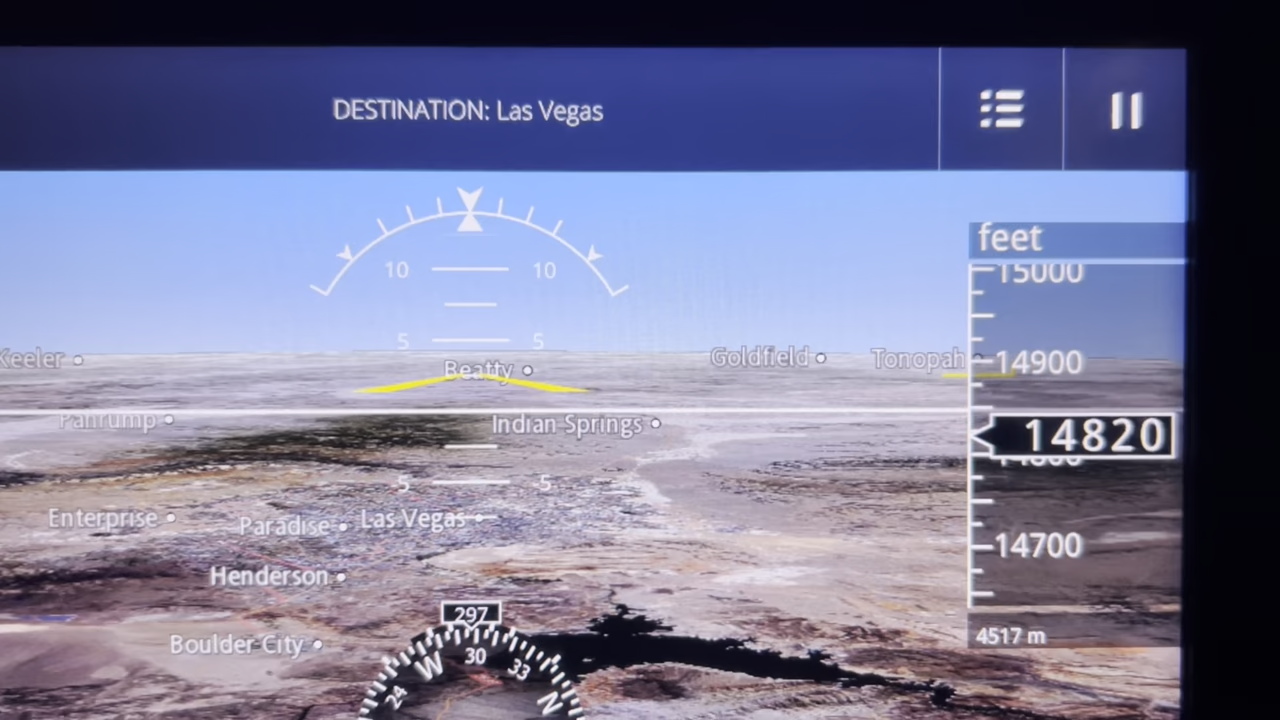 DESTINATION: Las Vegas
feet
15000
10 10
5 5
Keeler
Beatty
Goldfield
Tonopah
14900
Pahrump
Indian Springs
14820
14800
5 5
Enterprise
Paradise
Las Vegas
14700
Henderson
297
4517 m
Boulder City
24 W 30 33 N